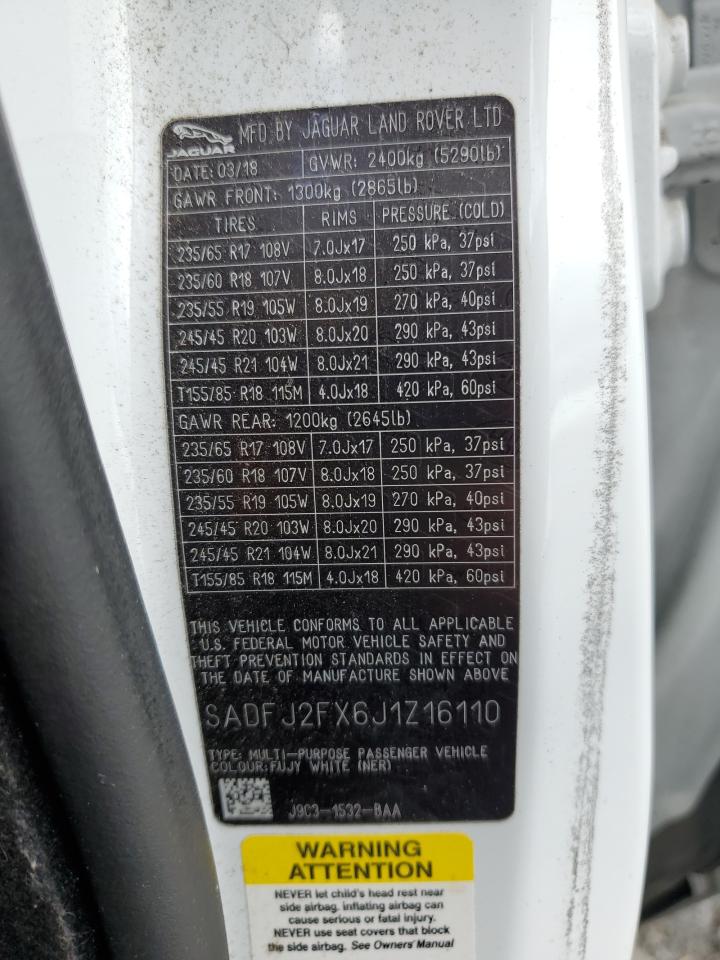 JAGUAR MFD BY JAGUAR LAND ROVER LTD
DATE: 03/18 GVWR: 2400kg (5290lb)
GAWR FRONT: 1300kg (2865lb)
TIRES RIMS PRESSURE (COLD)
235/65 R17 108V 7.0Jx17 250 kPa, 37psi
235/60 R18 107V 8.0Jx18 250 kPa, 37psi
235/55 R19 105W 8.0Jx19 270 kPa, 40psi
245/45 R20 103W 8.0Jx20 290 kPa, 43psi
245/45 R21 104W 8.0Jx21 290 kPa, 43psi
T155/85 R18 115M 4.0Jx18 420 kPa, 60psi
GAWR REAR: 1200kg (2645lb)
235/65 R17 108V 7.0Jx17 250 kPa, 37psi
235/60 R18 107V 8.0Jx18 250 kPa, 37psi
235/55 R19 105W 8.0Jx19 270 kPa, 40psi
245/45 R20 103W 8.0Jx20 290 kPa, 43psi
245/45 R21 104W 8.0Jx21 290 kPa, 43psi
T155/85 R18 115M 4.0Jx18 420 kPa, 60psi
THIS VEHICLE CONFORMS TO ALL APPLICABLE
U.S. FEDERAL MOTOR VEHICLE SAFETY AND
THEFT PREVENTION STANDARDS IN EFFECT ON
THE DATE OF MANUFACTURE SHOWN ABOVE
SADFJ2FX6J1Z16110
TYPE: MULTI-PURPOSE PASSENGER VEHICLE
COLOUR:FUJY WHITE (NER)
J9C3-1532-BAA
WARNING
ATTENTION
NEVER let child's head rest near
side airbag, inflating airbag can
cause serious or fatal injury.
NEVER use seat covers that block
the side airbag. See Owners Manual